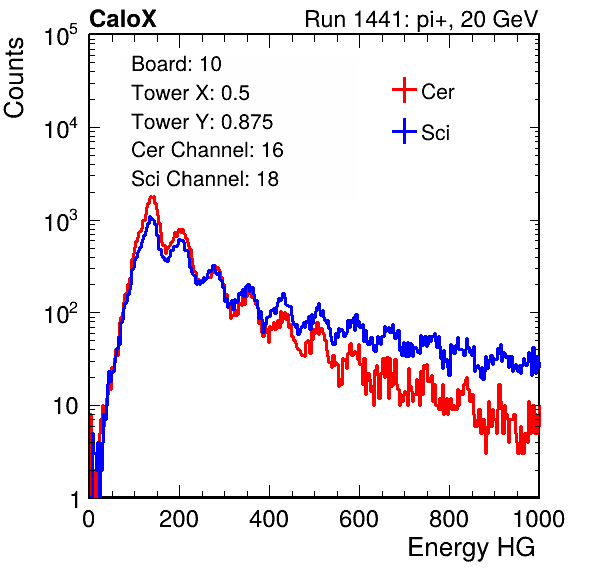 CaloX Run 1441: pi+, 20 GeV
Counts
Board: 10
Tower X: 0.5
Tower Y: 0.875
Cer Channel: 16
Sci Channel: 18
Cer
Sci
10^5
10^4
10^3
10^2
10
1
0 200 400 600 800 1000
Energy HG